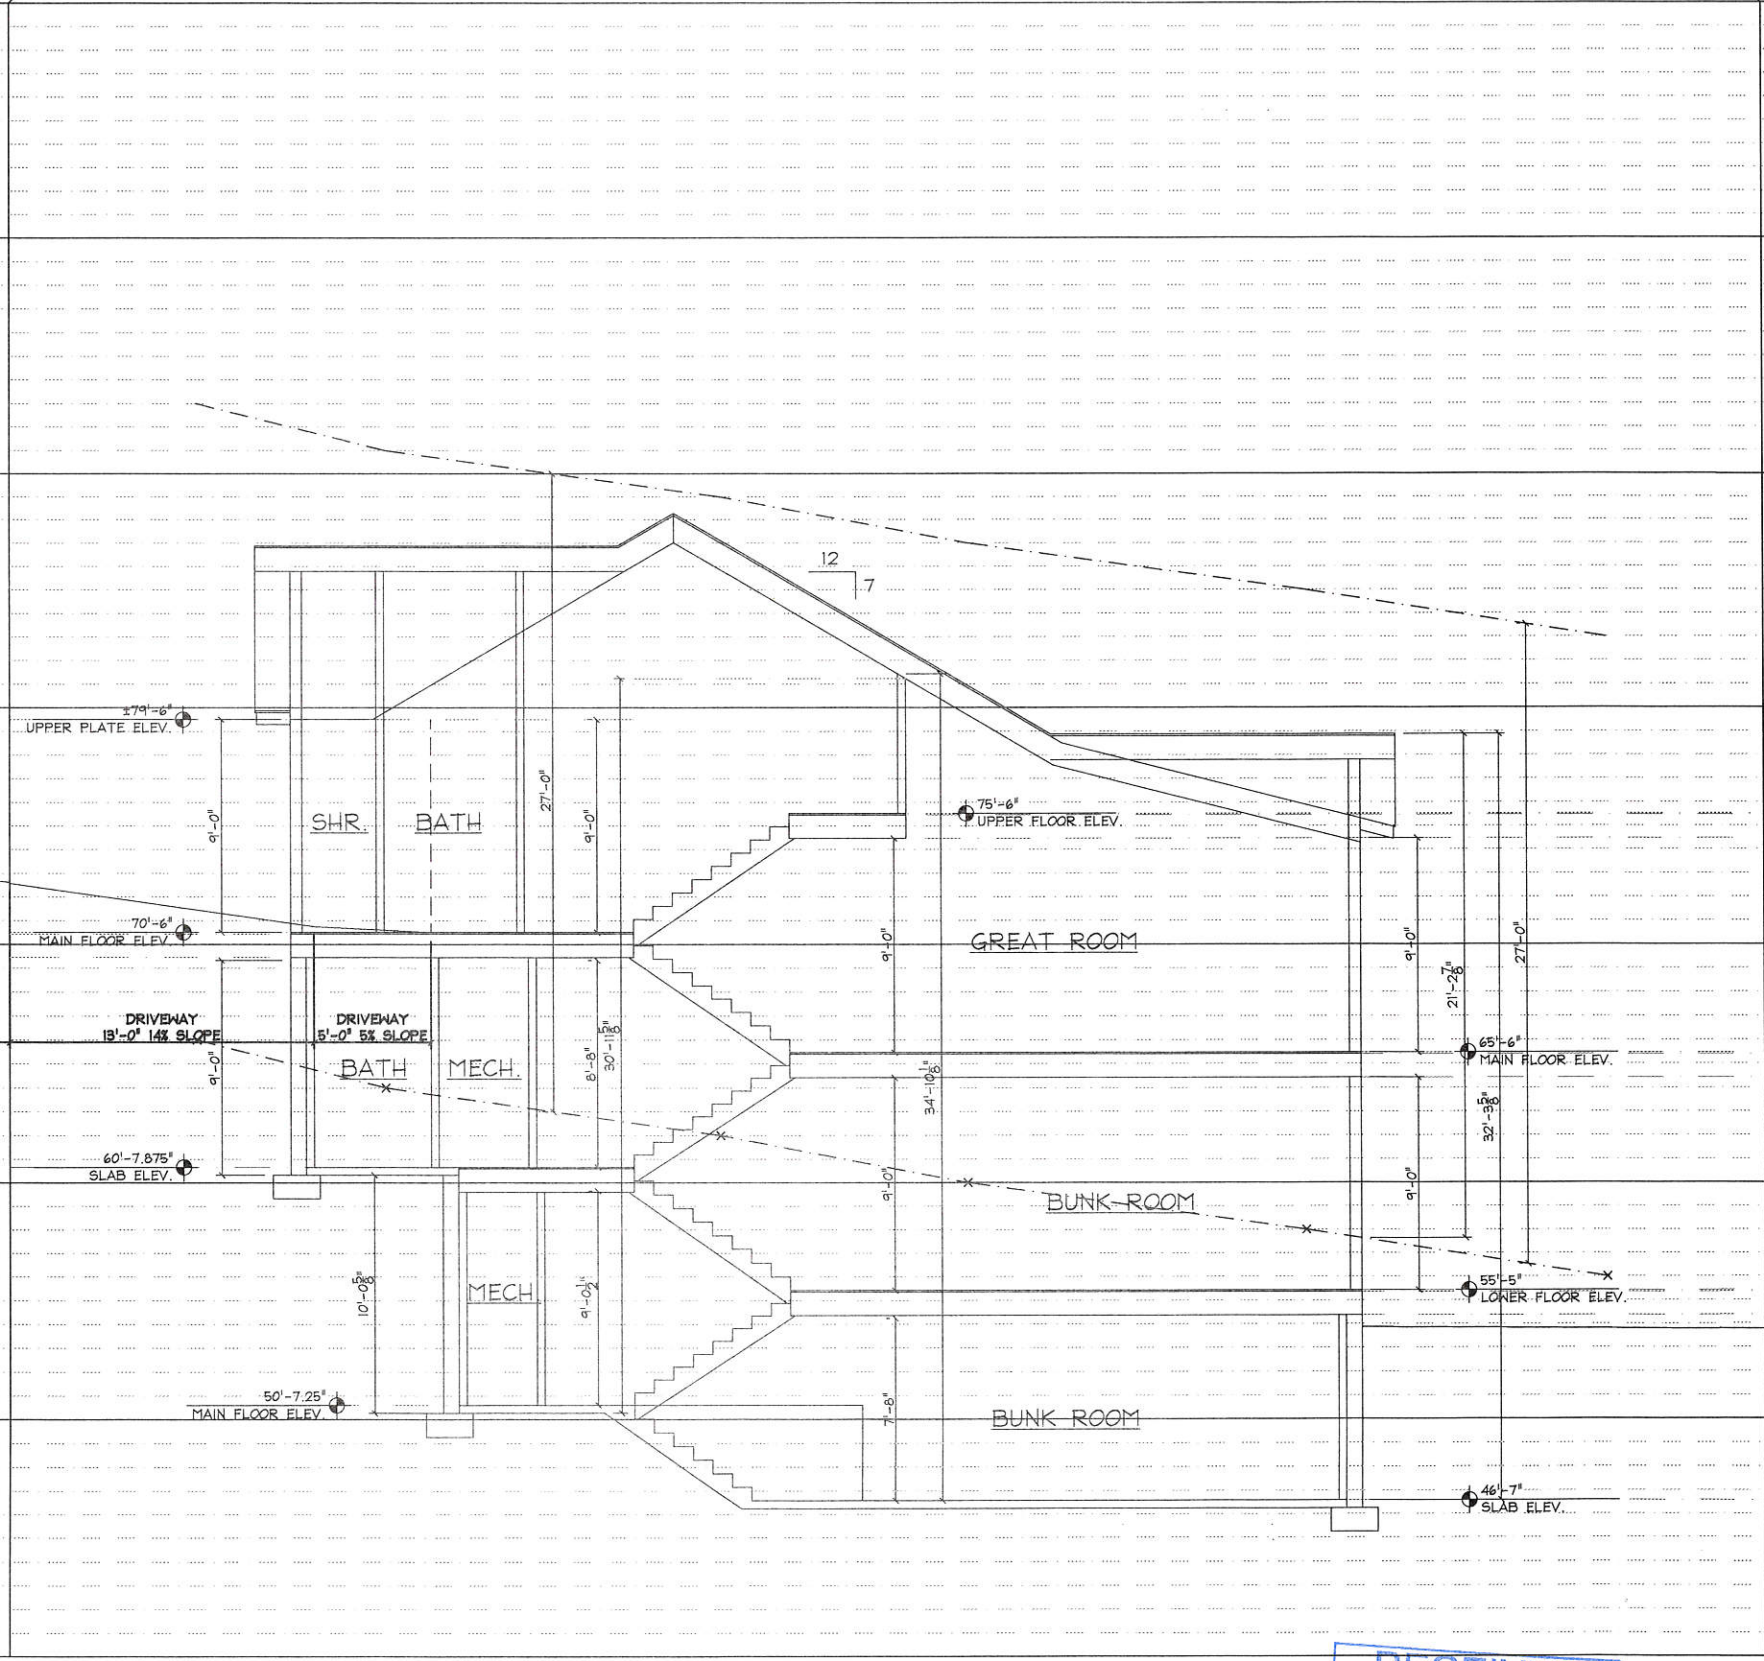 12
7
±79'-6"
UPPER PLATE ELEV.
27'-0"
9'-0"
9'-0"
SHR.
BATH
75'-6"
UPPER FLOOR ELEV.
70'-6"
MAIN FLOOR ELEV.
9'-0"
GREAT ROOM
9'-0"
27'-0"
21'-2 7/8"
DRIVEWAY
13'-0" 14% SLOPE
DRIVEWAY
5'-0" 5% SLOPE
9'-0"
BATH
MECH.
8'-8"
30'-11 5/8"
34'-10 1/8"
65'-6"
MAIN FLOOR ELEV.
32'-3 5/8"
60'-7.875"
SLAB ELEV.
9'-0"
BUNK ROOM
9'-0"
10'-0 5/8"
MECH
9'-0 1/2"
55'-5"
LOWER FLOOR ELEV.
50'-7.25"
MAIN FLOOR ELEV.
7'-8"
BUNK ROOM
46'-7"
SLAB ELEV.